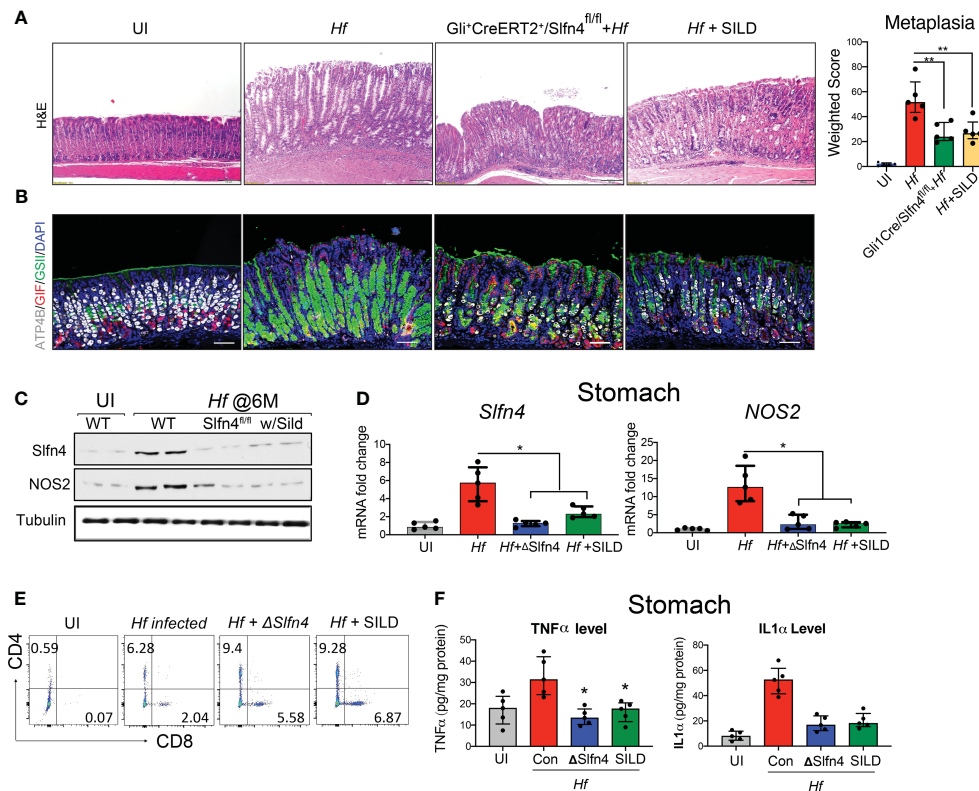 A
UI
Hf
Gli⁺CreERT2⁺/Slfn4ᶠˡ/ᶠˡ +Hf
Hf + SILD
H&E
Metaplasia
Weighted Score
100
80
60
40
20
0
**
**
UI
Hf
Gli1Cre/Slfn4ᶠˡ/ᶠˡ+Hf
Hf+SILD
B
ATP4B/GIF/GSII/DAPI
C
UI
Hf @6M
WT
WT
Slfn4ᶠˡ/ᶠˡ
w/Sild
Slfn4
NOS2
Tubulin
D
Stomach
Slfn4
mRNA fold change
10
8
6
4
2
0
*
UI
Hf
Hf+ΔSlfn4
Hf +SILD
NOS2
mRNA fold change
25
20
15
10
5
0
*
UI
Hf
Hf+ΔSlfn4
Hf +SILD
E
UI
Hf infected
Hf + ΔSlfn4
Hf + SILD
CD4
0.59
6.28
9.4
9.28
0.07
2.04
5.58
6.87
CD8
F
Stomach
TNFα level
TNFα (pg/mg protein)
50
40
30
20
10
0
*
*
UI
Con
ΔSlfn4
SILD
Hf
IL1α Level
IL1α (pg/mg protein)
80
60
40
20
0
UI
Con
ΔSlfn4
SILD
Hf